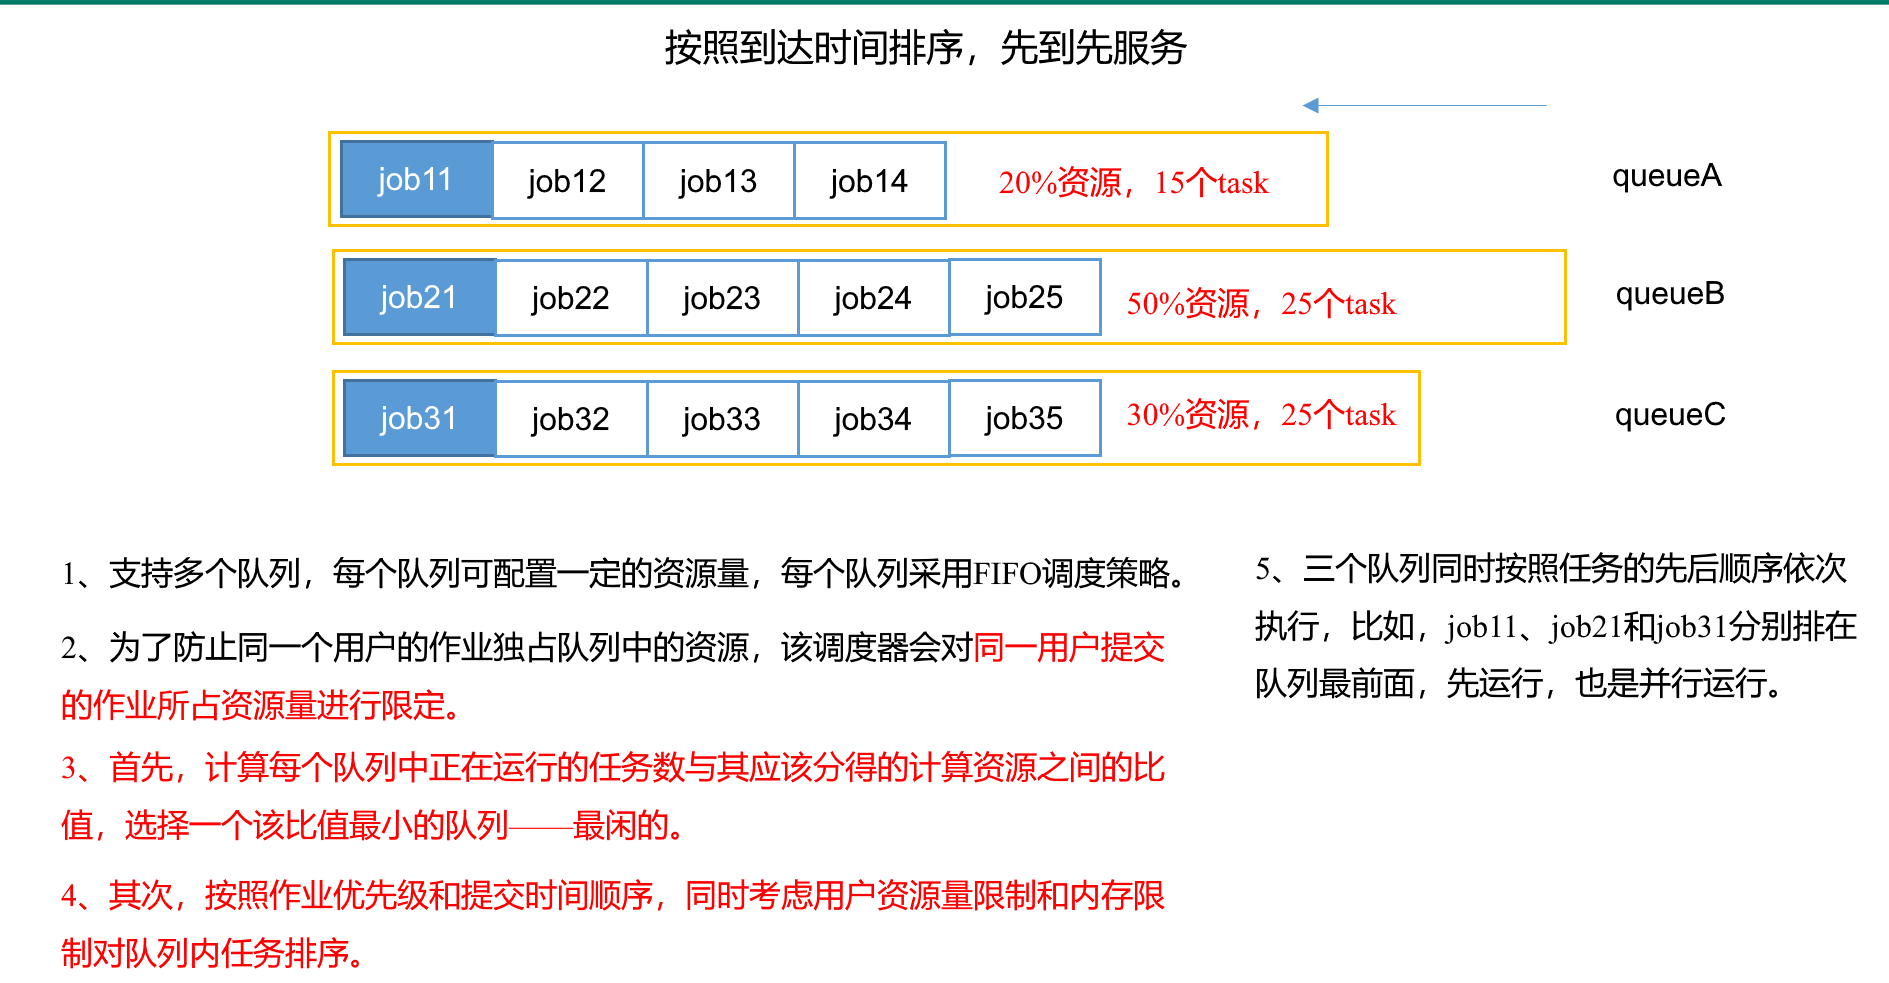 按照到达时间排序，先到先服务
job11 job12 job13 job14 20%资源，15个task queueA
job21 job22 job23 job24 job25 50%资源，25个task queueB
job31 job32 job33 job34 job35 30%资源，25个task queueC
1、支持多个队列，每个队列可配置一定的资源量，每个队列采用FIFO调度策略。
2、为了防止同一个用户的作业独占队列中的资源，该调度器会对同一用户提交
的作业所占资源量进行限定。
3、首先，计算每个队列中正在运行的任务数与其应该分得的计算资源之间的比
值，选择一个该比值最小的队列——最闲的。
4、其次，按照作业优先级和提交时间顺序，同时考虑用户资源量限制和内存限
制对队列内任务排序。
5、三个队列同时按照任务的先后顺序依次
执行，比如，job11、job21和job31分别排在
队列最前面，先运行，也是并行运行。